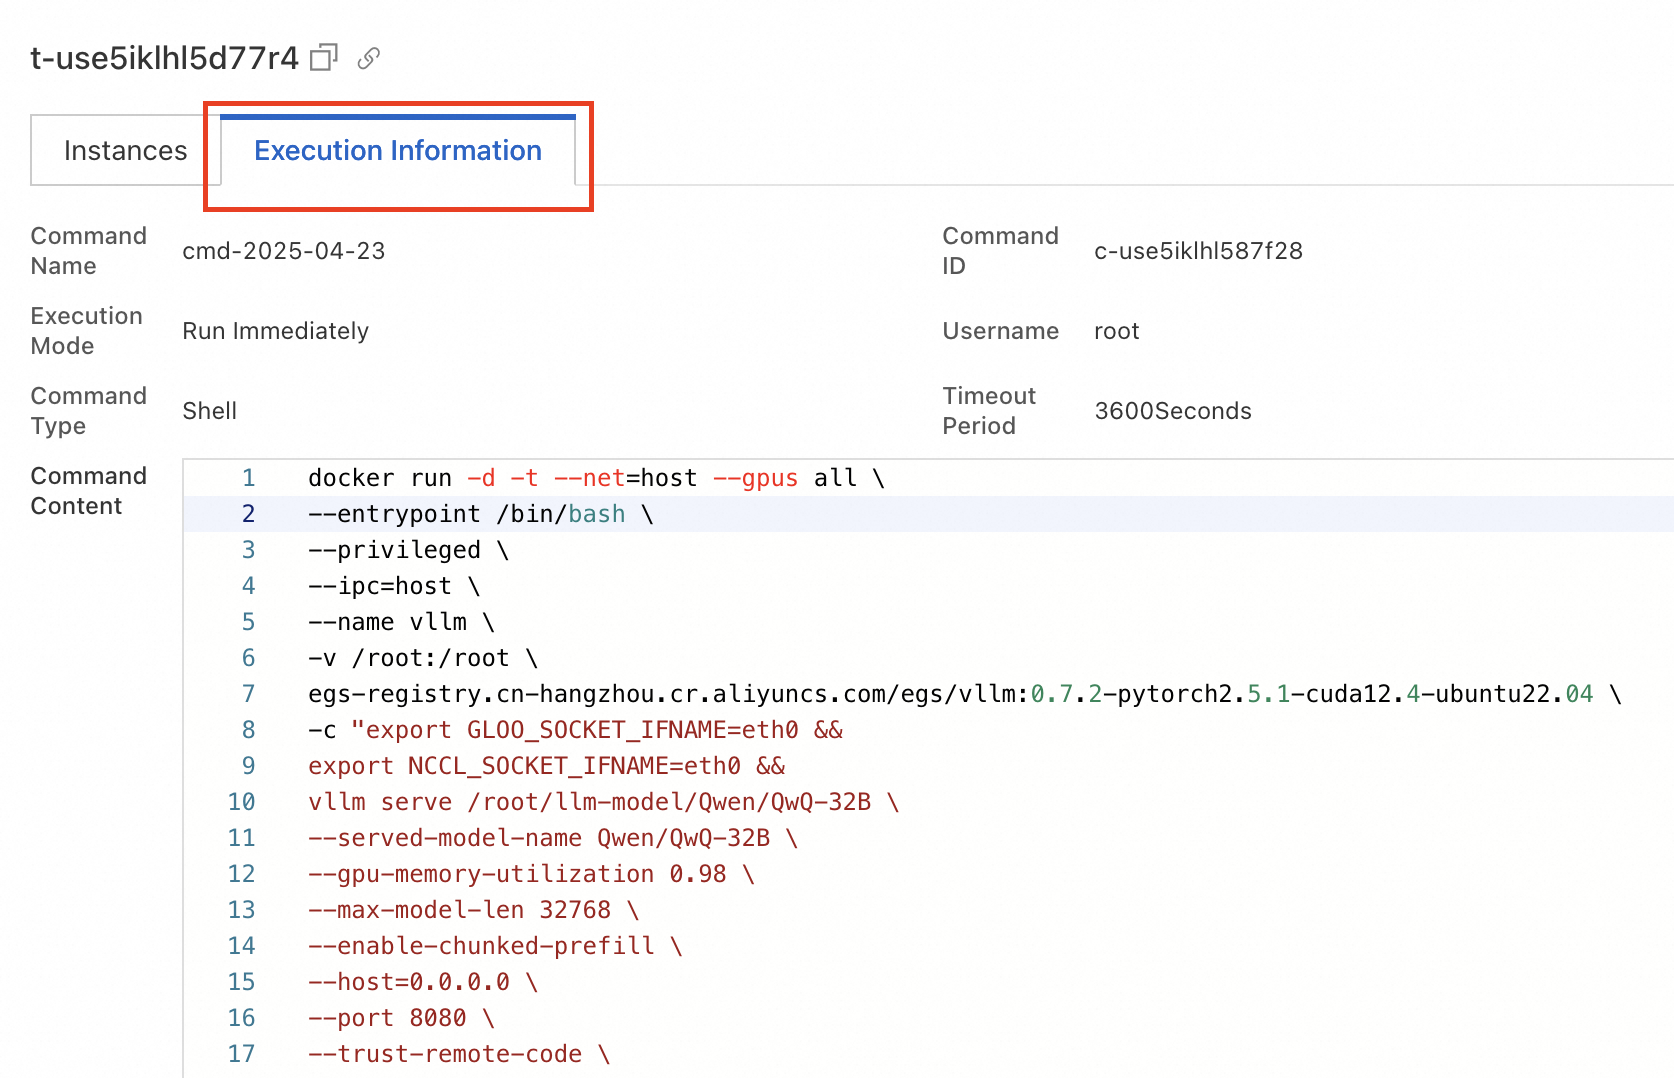 t-use5iklhl5d77r4
Instances
Execution Information
Command Name
cmd-2025-04-23
Command ID
c-use5iklhl587f28
Execution Mode
Run Immediately
Username
root
Command Type
Shell
Timeout Period
3600Seconds
Command Content
1 docker run -d -t --net=host --gpus all \
2 --entrypoint /bin/bash \
3 --privileged \
4 --ipc=host \
5 --name vllm \
6 -v /root:/root \
7 egs-registry.cn-hangzhou.cr.aliyuncs.com/egs/vllm:0.7.2-pytorch2.5.1-cuda12.4-ubuntu22.04 \
8 -c "export GLOO_SOCKET_IFNAME=eth0 &&
9 export NCCL_SOCKET_IFNAME=eth0 &&
10 vllm serve /root/llm-model/Qwen/QwQ-32B \
11 --served-model-name Qwen/QwQ-32B \
12 --gpu-memory-utilization 0.98 \
13 --max-model-len 32768 \
14 --enable-chunked-prefill \
15 --host=0.0.0.0 \
16 --port 8080 \
17 --trust-remote-code \